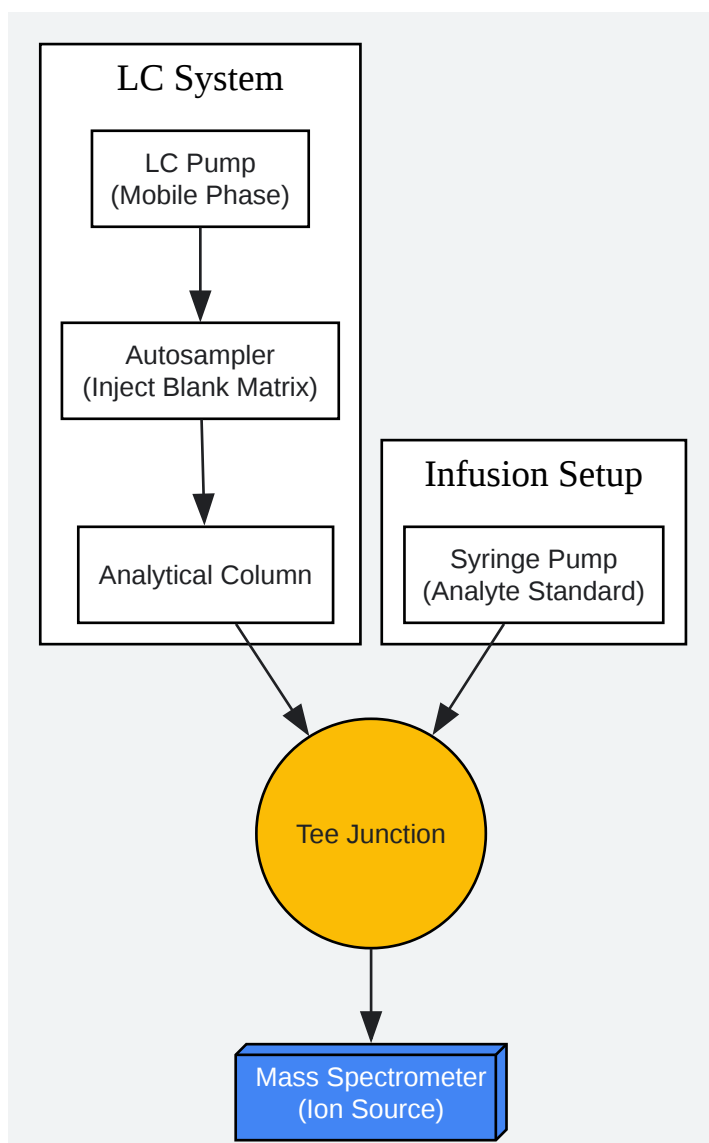 LC System
LC Pump
(Mobile Phase)
Autosampler
(Inject Blank Matrix)
Analytical Column
Infusion Setup
Syringe Pump
(Analyte Standard)
Tee Junction
Mass Spectrometer
(Ion Source)